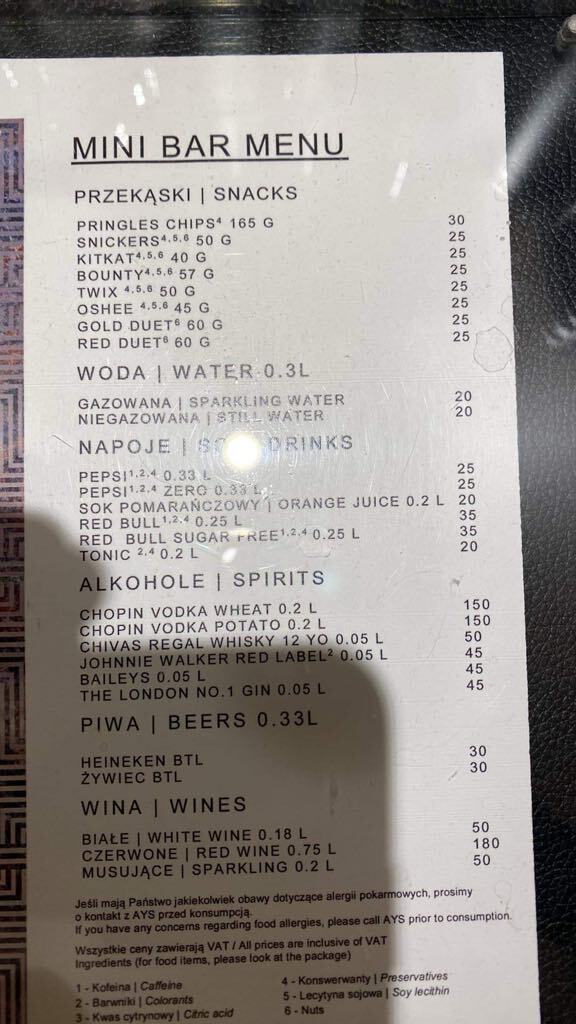 MINI BAR MENU
PRZEKĄSKI | SNACKS
PRINGLES CHIPS⁴ 165 G 30
SNICKERS⁴,⁵,⁶ 50 G 25
KITKAT⁴,⁵,⁶ 40 G 25
BOUNTY⁴,⁵,⁶ 57 G 25
TWIX ⁴,⁵,⁶ 50 G 25
OSHEE ⁴,⁵,⁶ 45 G 25
GOLD DUET⁶ 60 G 25
RED DUET⁶ 60 G 25
WODA | WATER 0.3L
GAZOWANA | SPARKLING WATER 20
NIEGAZOWANA | STILL WATER 20
NAPOJE | DRINKS
PEPSI¹,²,⁴ 0.33 L 25
PEPSI¹,²,⁴ ZERO 0.33 L 25
SOK POMARAŃCZOWY | ORANGE JUICE 0.2 L 20
RED BULL¹,²,⁴ 0.25 L 35
RED BULL SUGAR FREE¹,²,⁴ 0.25 L 35
TONIC ²,⁴ 0.2 L 20
ALKOHOLE | SPIRITS
CHOPIN VODKA WHEAT 0.2 L 150
CHOPIN VODKA POTATO 0.2 L 150
CHIVAS REGAL WHISKY 12 YO 0.05 L 50
JOHNNIE WALKER RED LABEL² 0.05 L 45
BAILEYS 0.05 L 45
THE LONDON NO.1 GIN 0.05 L 45
PIWA | BEERS 0.33L
HEINEKEN BTL 30
ŻYWIEC BTL 30
WINA | WINES
BIAŁE | WHITE WINE 0.18 L 50
CZERWONE | RED WINE 0.75 L 180
MUSUJĄCE | SPARKLING 0.2 L 50
Jeśli mają Państwo jakiekolwiek obawy dotyczące alergii pokarmowych, prosimy
o kontakt z AYS przed konsumpcją.
If you have any concerns regarding food allergies, please call AYS prior to consumption.
Wszystkie ceny zawierają VAT / All prices are inclusive of VAT
Ingredients (for food items, please look at the package)
1 - Kofeina | Caffeine
2 - Barwniki | Colorants
3 - Kwas cytrynowy | Citric acid
4 - Konserwanty | Preservatives
5 - Lecytyna sojowa | Soy lecithin
6 - Nuts